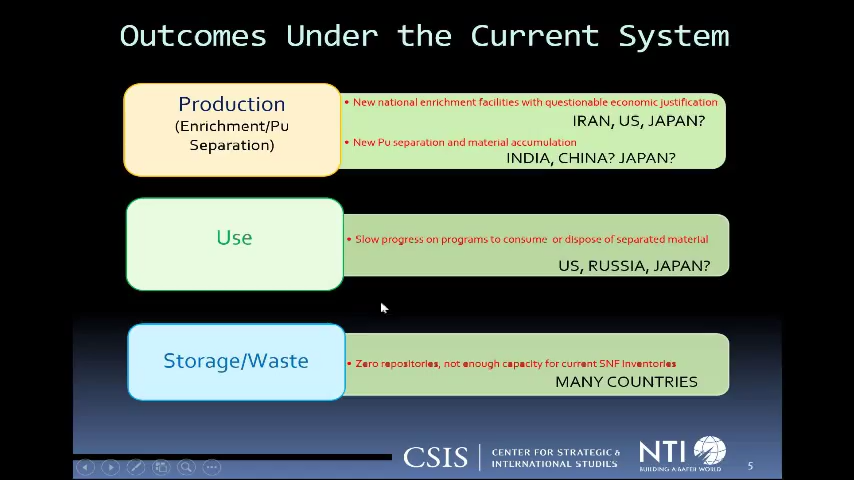 Outcomes Under the Current System
Production
(Enrichment/Pu
Separation)
• New national enrichment facilities with questionable economic justification
IRAN, US, JAPAN?
• New Pu separation and material accumulation
INDIA, CHINA? JAPAN?
Use
• Slow progress on programs to consume or dispose of separated material
US, RUSSIA, JAPAN?
Storage/Waste
• Zero repositories, not enough capacity for current SNF Inventories
MANY COUNTRIES
CSIS
CENTER FOR STRATEGIC &
INTERNATIONAL STUDIES
NTI
BUILDING A SAFER WORLD
5